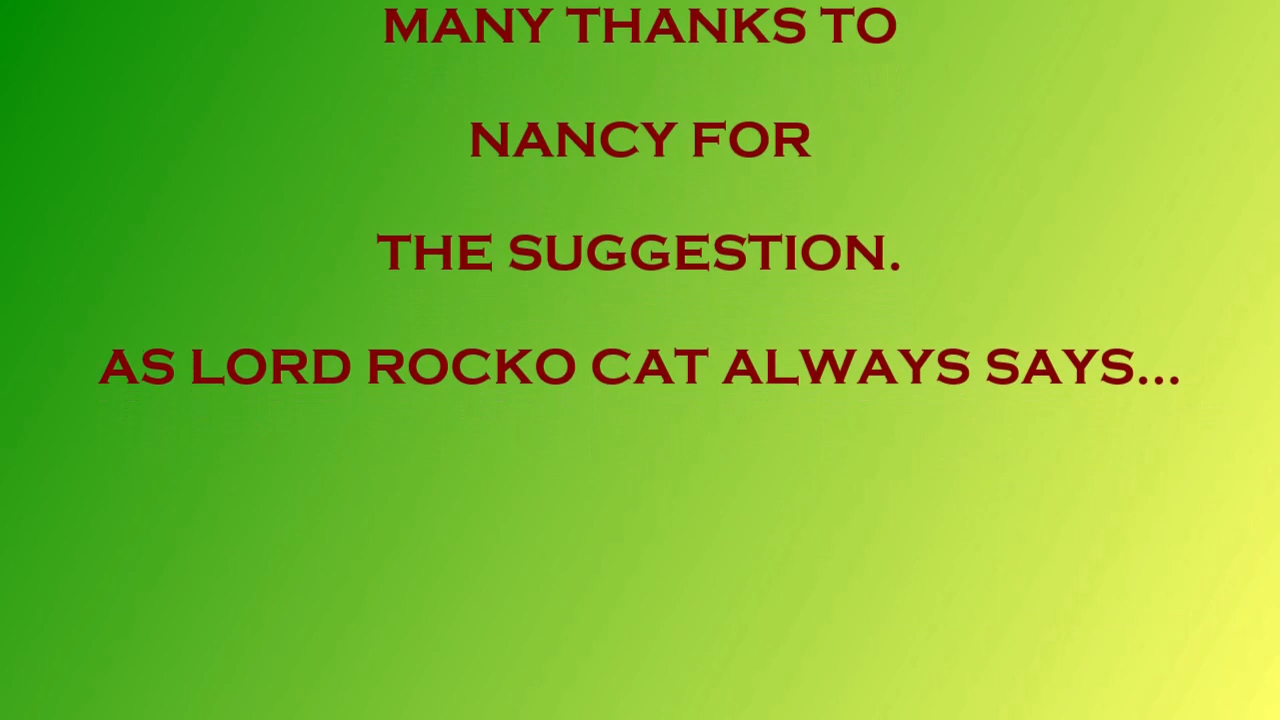 MANY THANKS TO
NANCY FOR
THE SUGGESTION.
AS LORD ROCKO CAT ALWAYS SAYS...